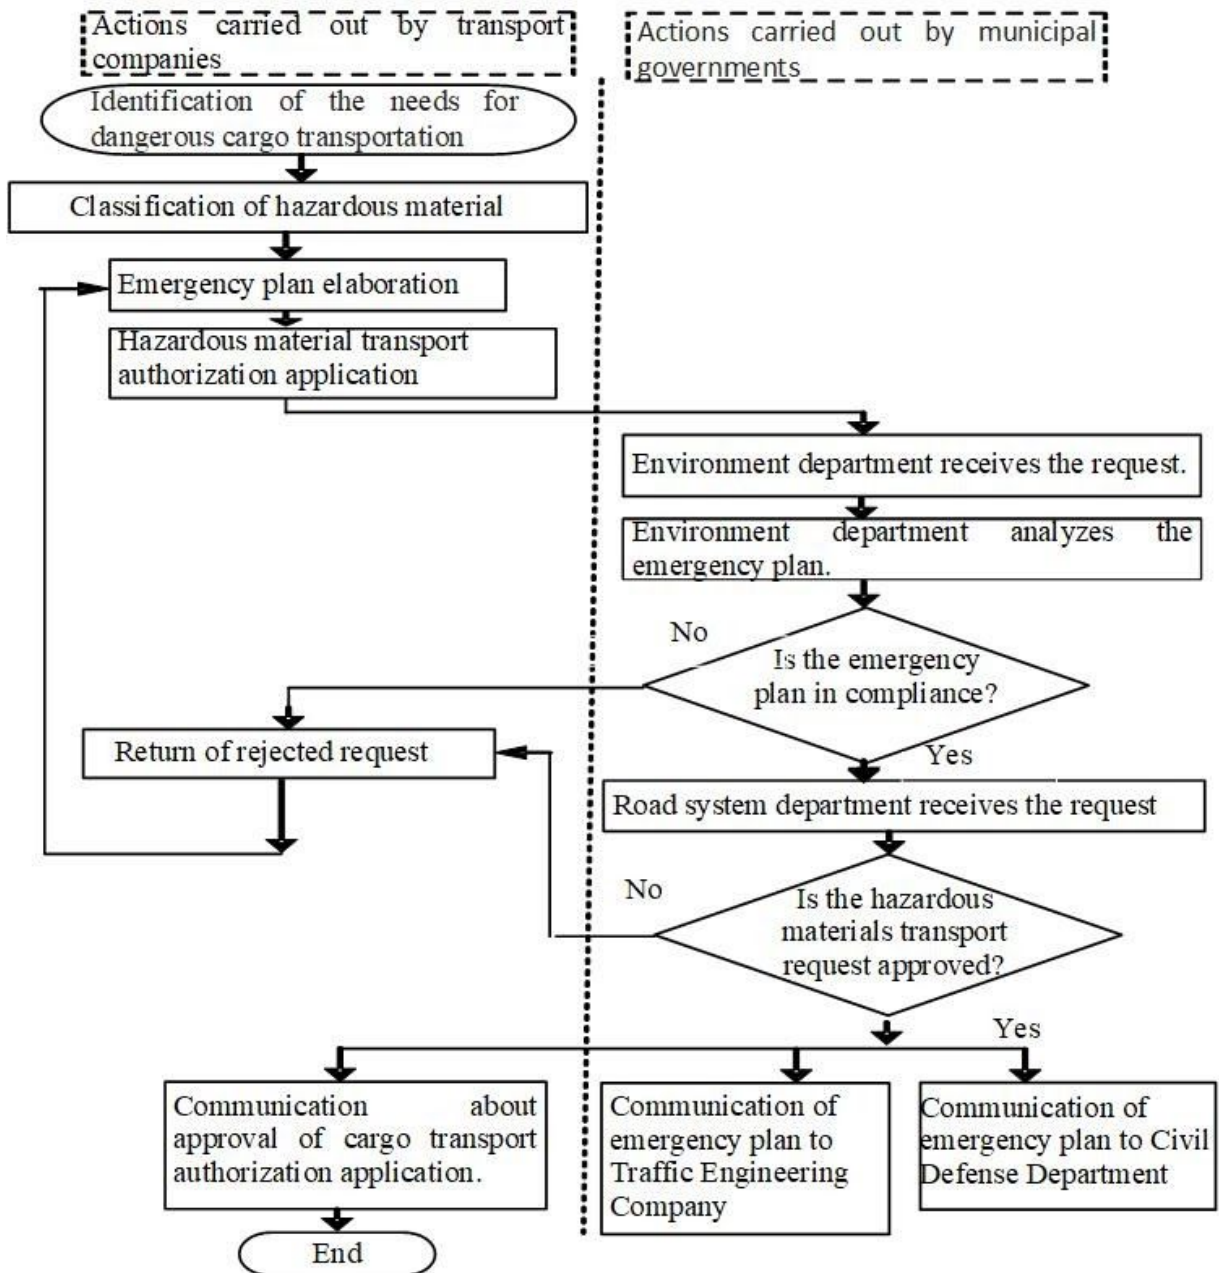 Actions carried out by transport
companies
Actions carried out by municipal
governments
Identification of the needs for
dangerous cargo transportation
Classification of hazardous material
Emergency plan elaboration
Hazardous material transport
authorization application
Environment department receives the request.
Environment department analyzes the
emergency plan.
No
Is the emergency
plan in compliance?
Return of rejected request
Yes
Road system department receives the request
No
Is the hazardous
materials transport
request approved?
Yes
Communication about
approval of cargo transport
authorization application.
Communication of
emergency plan to
Traffic Engineering
Company
Communication of
emergency plan to Civil
Defense Department
End